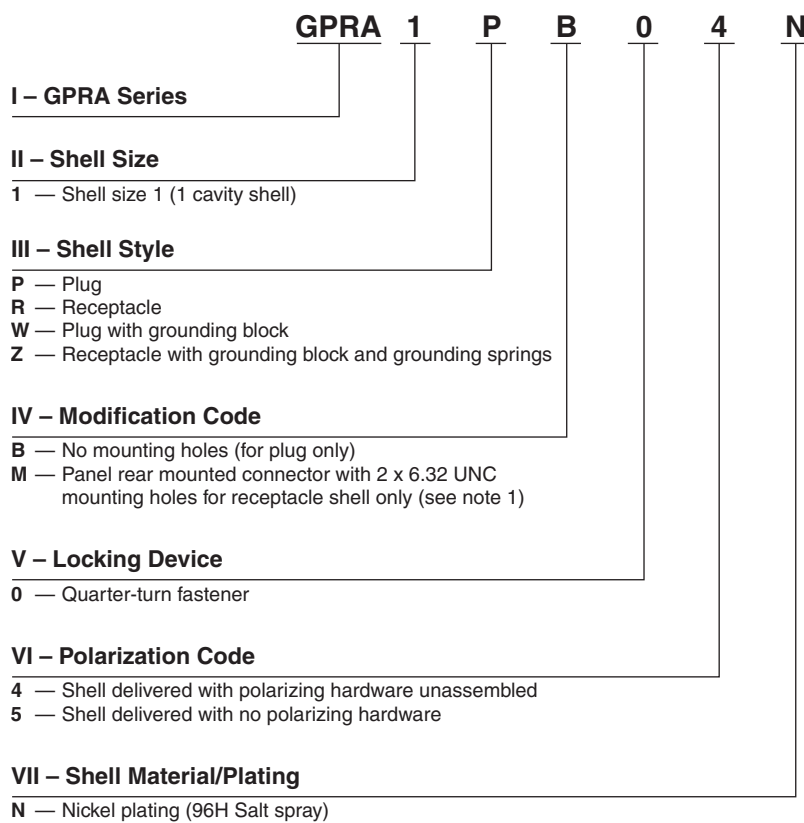 GPRA 1 P B 0 4 N
I – GPRA Series
II – Shell Size
1 — Shell size 1 (1 cavity shell)
III – Shell Style
P — Plug
R — Receptacle
W — Plug with grounding block
Z — Receptacle with grounding block and grounding springs
IV – Modification Code
B — No mounting holes (for plug only)
M — Panel rear mounted connector with 2 x 6.32 UNC
mounting holes for receptacle shell only (see note 1)
V – Locking Device
0 — Quarter-turn fastener
VI – Polarization Code
4 — Shell delivered with polarizing hardware unassembled
5 — Shell delivered with no polarizing hardware
VII – Shell Material/Plating
N — Nickel plating (96H Salt spray)